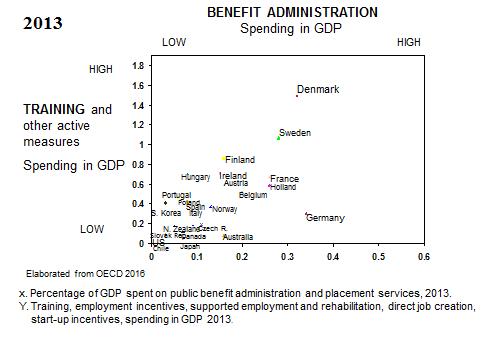 2013
BENEFIT ADMINISTRATION
Spending in GDP
LOW
HIGH
HIGH
TRAINING and
other active
measures
Spending in GDP
LOW
1.8
1.6
1.4
1.2
1
0.8
0.6
0.4
0.2
0
0
0.1
0.2
0.3
0.4
0.5
0.6
Denmark
Sweden
Finland
Hungary
Ireland
Austria
France
Holland
Belgium
Portugal
Poland
Spain
Norway
S. Korea
Italy
Germany
N. Zealand
Czech R.
Slovak Rep.
Canada
Australia
US
Japan
Chile
Elaborated from OECD 2016
x. Percentage of GDP spent on public benefit administration and placement services, 2013.
Y. Training, employment incentives, supported employment and rehabilitation, direct job creation,
start-up incentives, spending in GDP 2013.